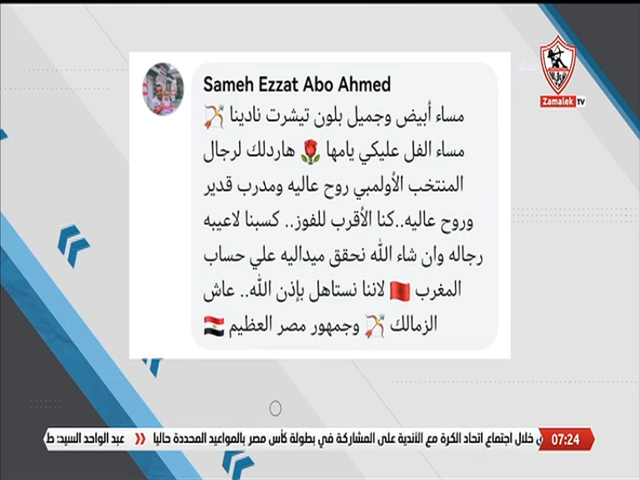 Sameh Ezzat Abo Ahmed
مساء أبيض وجميل بلون تيشرت نادينا 🏹
مساء الفل عليكي يامها 🌹 هاردلك لرجال
المنتخب الأولمبي روح عاليه ومدرب قدير
وروح عاليه..كنا الأقرب للفوز.. كسبنا لاعيبه
رجاله وان شاء الله نحقق ميداليه علي حساب
المغرب 🇲🇦 لاننا نستاهل بإذن الله.. عاش
الزمالك 🏹 وجمهور مصر العظيم 🇪🇬
Zamalek TV
07:24
خلال اجتماع اتحاد الكرة مع الأندية على المشاركة في بطولة كأس مصر بالمواعيد المحددة حاليا » عبد الواحد السيد: